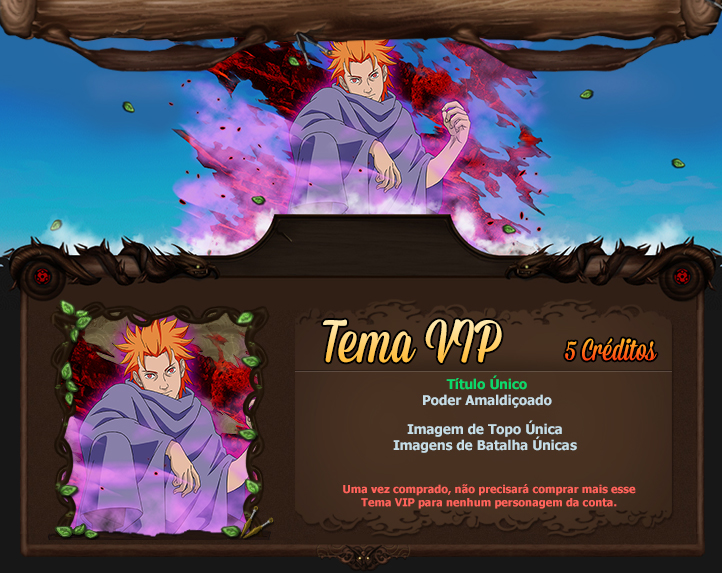 Tema VIP
5 Créditos
Título Único
Poder Amaldiçoado
Imagem de Topo Única
Imagens de Batalha Únicas
Uma vez comprado, não precisará comprar mais esse
Tema VIP para nenhum personagem da conta.